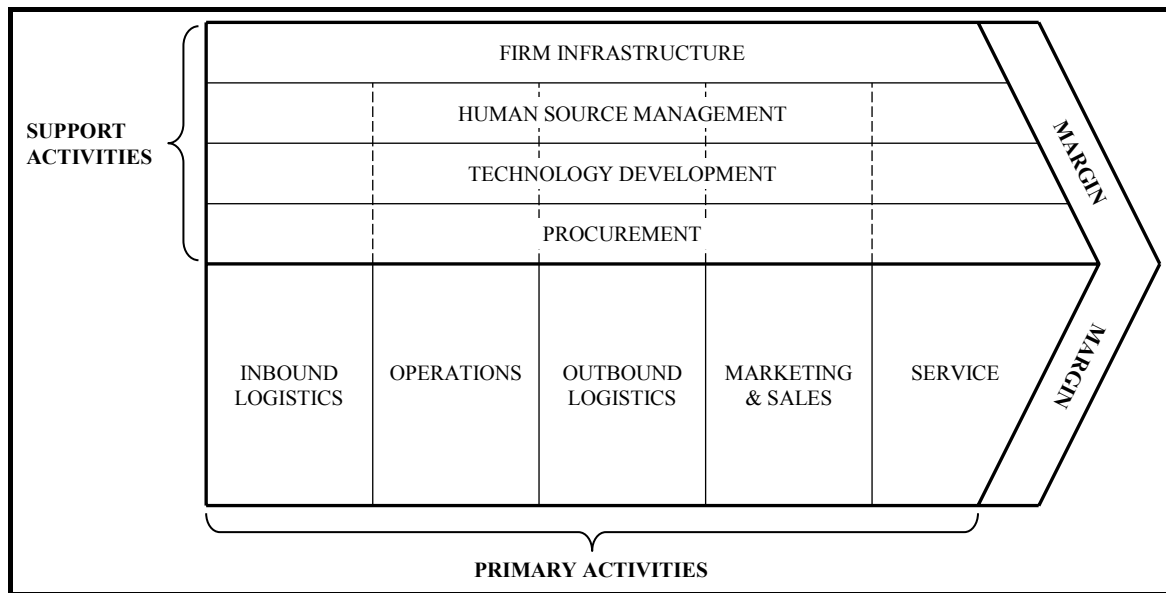 FIRM INFRASTRUCTURE
HUMAN SOURCE MANAGEMENT
SUPPORT
ACTIVITIES
TECHNOLOGY DEVELOPMENT
PROCUREMENT
MARGIN
INBOUND
LOGISTICS
OPERATIONS
OUTBOUND
LOGISTICS
MARKETING
& SALES
SERVICE
MARGIN
PRIMARY ACTIVITIES